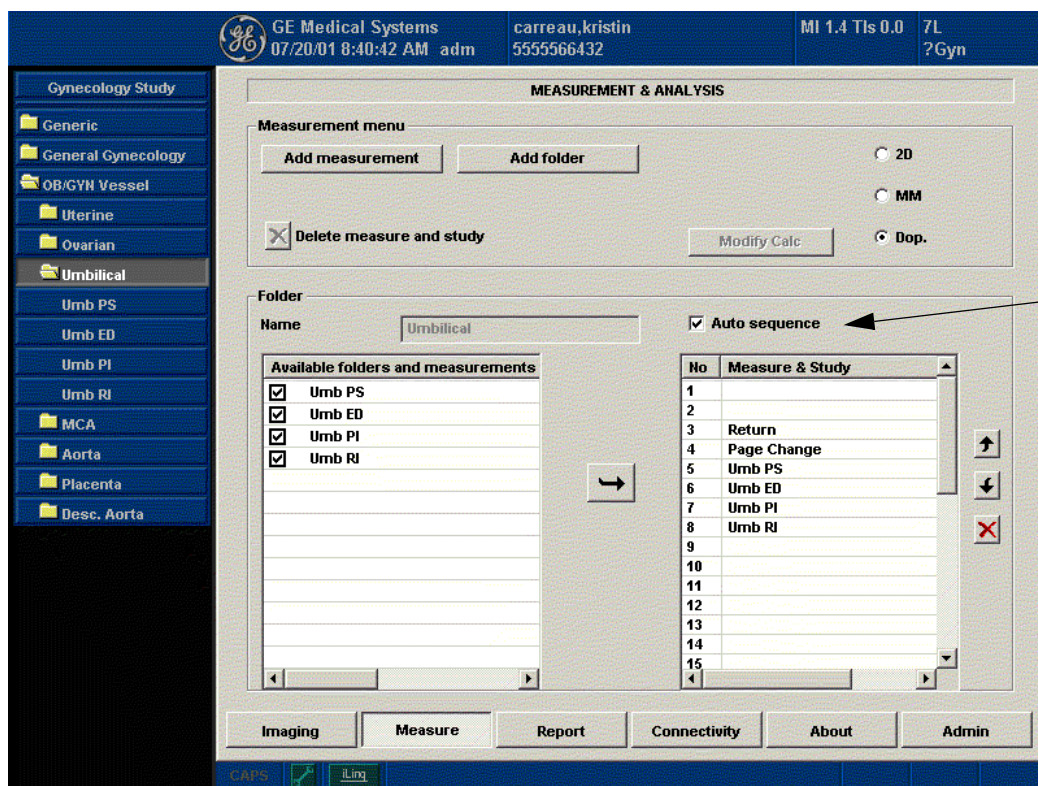 GE Medical Systems carreau,kristin MI 1.4 TIs 0.0 7L
07/20/01 8:40:42 AM adm 5555566432 ?Gyn
Gynecology Study
Generic
General Gynecology
OB/GYN Vessel
Uterine
Ovarian
Umbilical
Umb PS
Umb ED
Umb PI
Umb RI
MCA
Aorta
Placenta
Desc. Aorta
MEASUREMENT & ANALYSIS
Measurement menu
Add measurement Add folder 2D
MM
Delete measure and study Modify Calc Dop.
Folder
Name Umbilical Auto sequence
Available folders and measurements
Umb PS
Umb ED
Umb PI
Umb RI
No Measure & Study
1
2
3 Return
4 Page Change
5 Umb PS
6 Umb ED
7 Umb PI
8 Umb RI
9
10
11
12
13
14
15
Imaging Measure Report Connectivity About Admin
CAPS iLinq